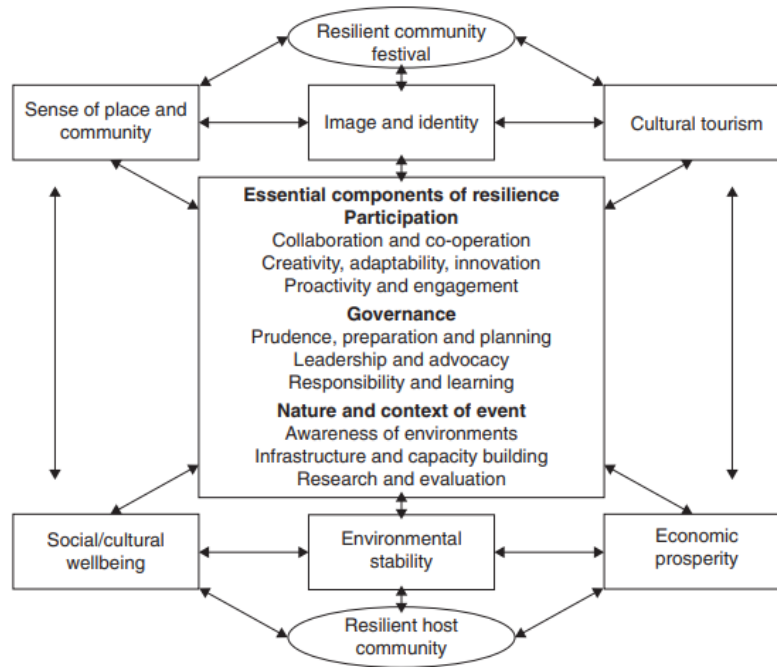 Resilient community
festival
Sense of place and
community
Image and identity
Cultural tourism
Essential components of resilience
Participation
Collaboration and co-operation
Creativity, adaptability, innovation
Proactivity and engagement
Governance
Prudence, preparation and planning
Leadership and advocacy
Responsibility and learning
Nature and context of event
Awareness of environments
Infrastructure and capacity building
Research and evaluation
Social/cultural
wellbeing
Environmental
stability
Economic
prosperity
Resilient host
community